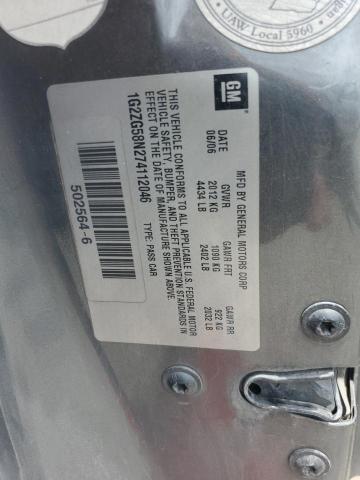 UAW Local 5960
GM
MFD BY GENERAL MOTORS CORP
DATE GVWR GAWR FRT GAWR RR
06/06 2012 KG 1090 KG 922 KG
4434 LB 2402 LB 2032 LB
THIS VEHICLE CONFORMS TO ALL APPLICABLE U.S. FEDERAL MOTOR
VEHICLE SAFETY, BUMPER, AND THEFT PREVENTION STANDARDS IN
EFFECT ON THE DATE OF MANUFACTURE SHOWN ABOVE.
1G2ZG58N274112046 TYPE: PASS CAR
502564-6